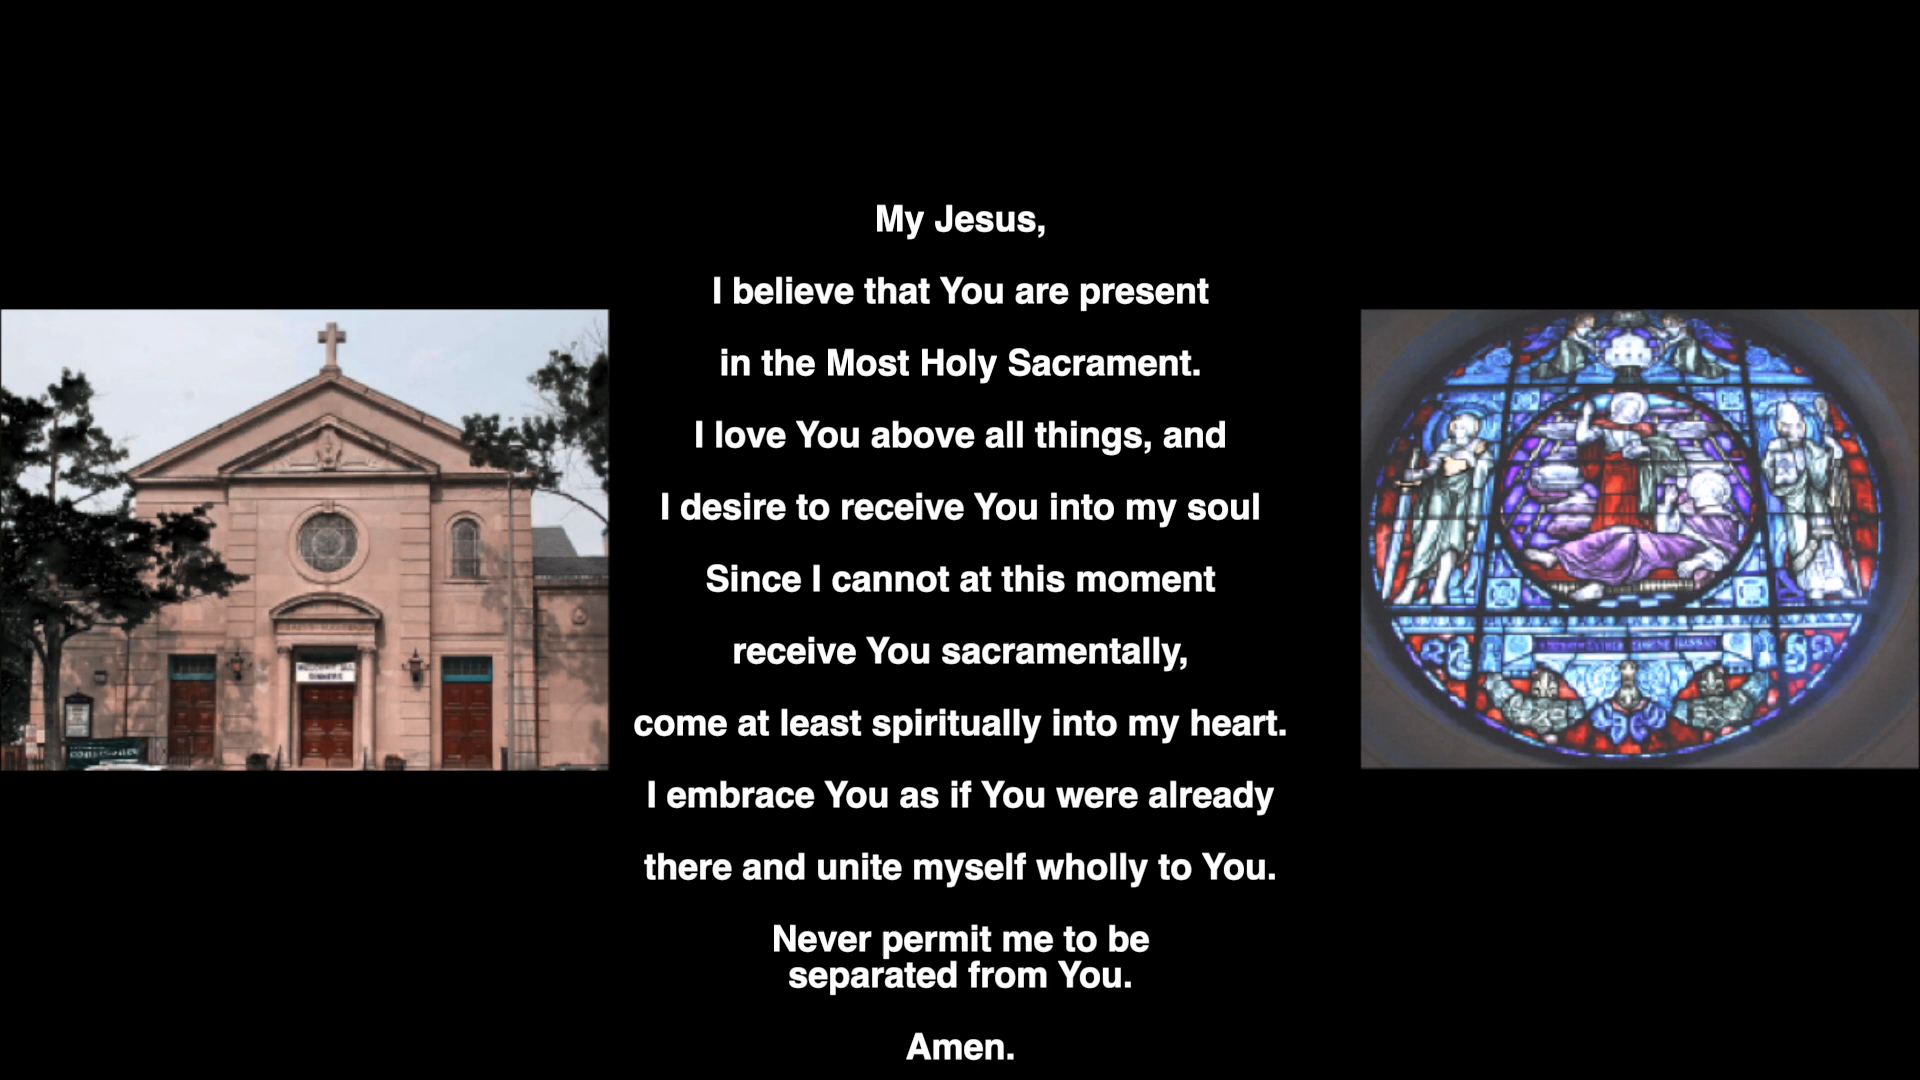 My Jesus,
I believe that You are present
in the Most Holy Sacrament.
I love You above all things, and
I desire to receive You into my soul
Since I cannot at this moment
receive You sacramentally,
come at least spiritually into my heart.
I embrace You as if You were already
there and unite myself wholly to You.
Never permit me to be
separated from You.
Amen.